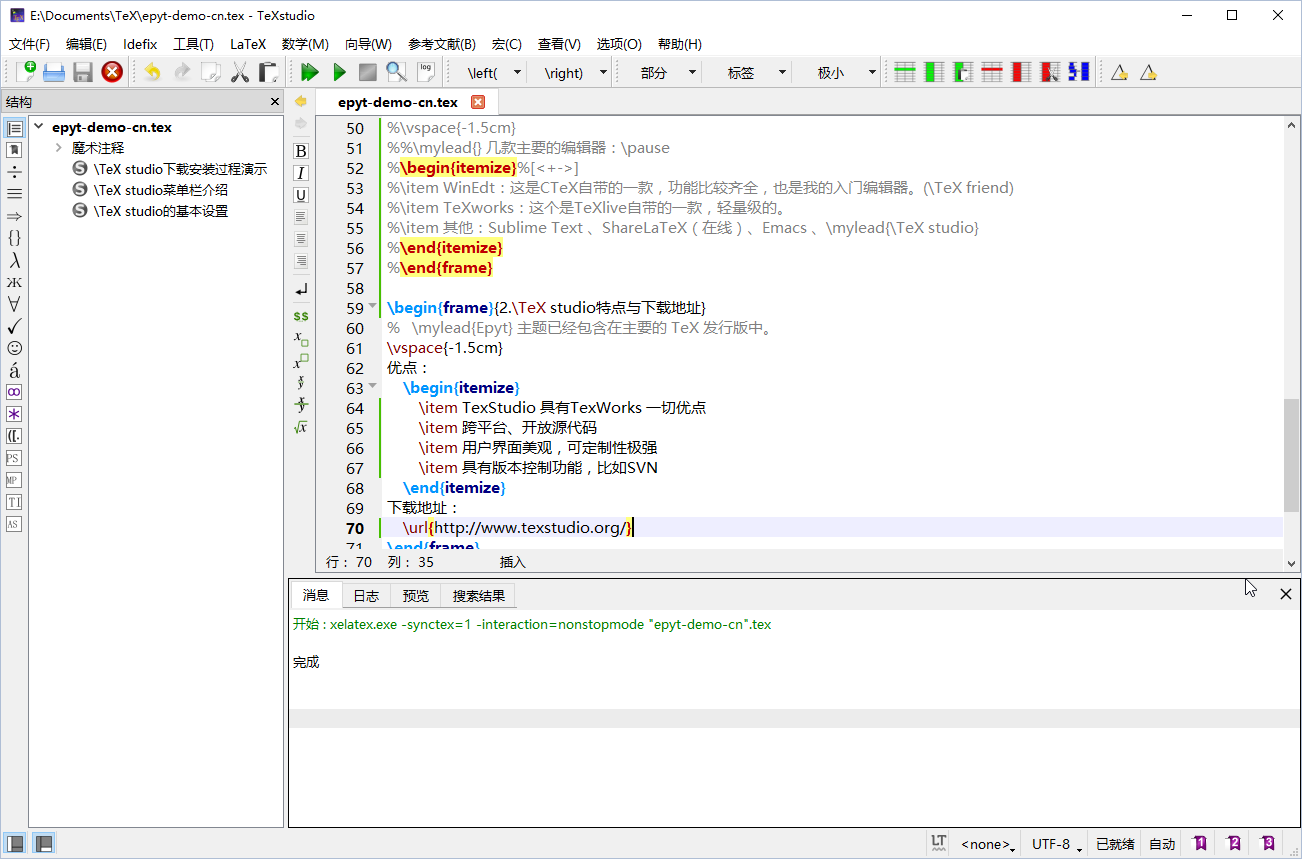 E:\Documents\TeX\epyt-demo-cn.tex - TeXstudio
文件(F) 编辑(E) Idefix 工具(T) LaTeX 数学(M) 向导(W) 参考文献(B) 宏(C) 查看(V) 选项(O) 帮助(H)
log \left( \right) 部分 标签 极小
结构
epyt-demo-cn.tex
魔术注释
\TeX studio下载安装过程演示
\TeX studio菜单栏介绍
\TeX studio的基本设置
epyt-demo-cn.tex
50 %\vspace{-1.5cm}
51 %%\mylead{} 几款主要的编辑器：\pause
52 %\begin{itemize}%[<+->]
53 %\item WinEdt：这是CTeX自带的一款，功能比较齐全，也是我的入门编辑器。(\TeX friend)
54 %\item TeXworks：这个是TeXlive自带的一款，轻量级的。
55 %\item 其他：Sublime Text 、ShareLaTeX（在线）、Emacs 、\mylead{\TeX studio}
56 %\end{itemize}
57 %\end{frame}
58
59 \begin{frame}{2.\TeX studio特点与下载地址}
60 % \mylead{Epyt} 主题已经包含在主要的 TeX 发行版中。
61 \vspace{-1.5cm}
62 优点：
63 \begin{itemize}
64 \item TexStudio 具有TexWorks 一切优点
65 \item 跨平台、开放源代码
66 \item 用户界面美观，可定制性极强
67 \item 具有版本控制功能，比如SVN
68 \end{itemize}
69 下载地址：
70 \url{http://www.texstudio.org/}
71 \end{frame}
行： 70 列： 35 插入
消息 日志 预览 搜索结果
开始 : xelatex.exe -synctex=1 -interaction=nonstopmode "epyt-demo-cn".tex
完成
LT <none> UTF-8 已就绪 自动 1 2 3